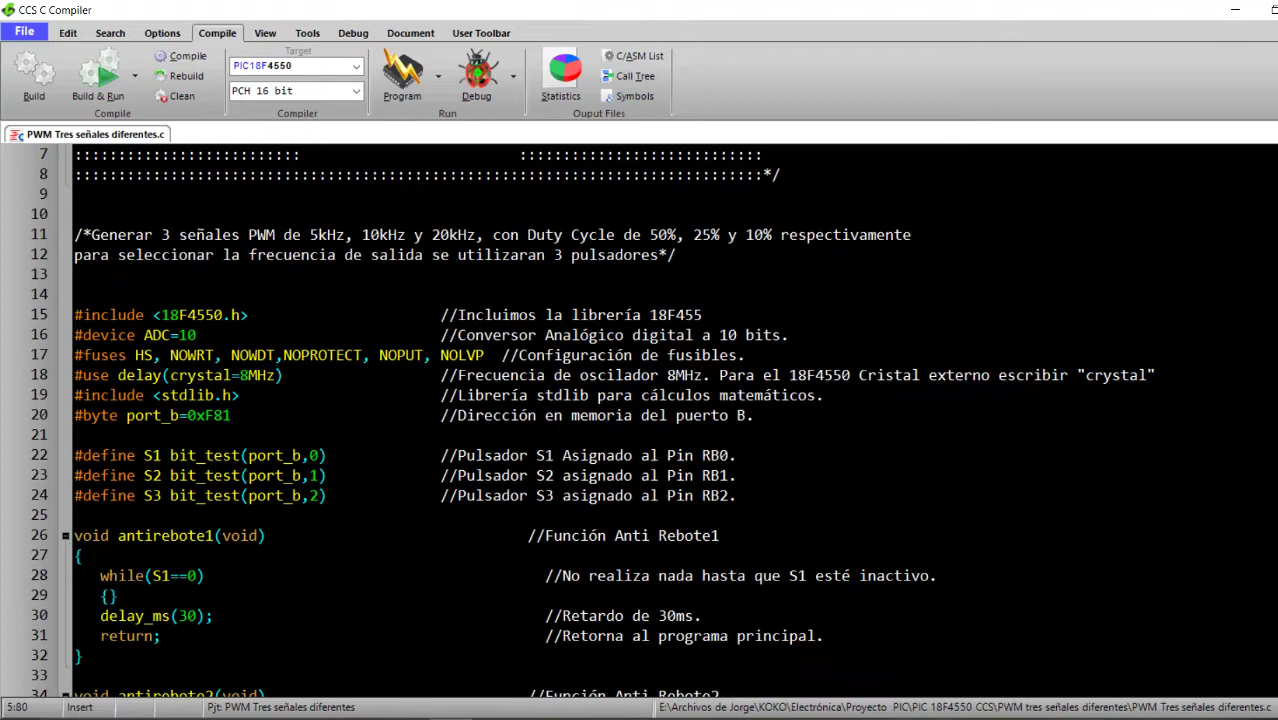 CCS C Compiler
File Edit Search Options Compile View Tools Debug Document User Toolbar
Build
Build & Run
Compile
Rebuild
Clean
Compile
Target
PIC18F4550
PCH 16 bit
Compiler
Program
Debug
Run
Statistics
C/ASM List
Call Tree
Symbols
Ouput Files
PWM Tres señales diferentes.c
7 :::::::::::::::::::::::::: ::::::::::::::::::::::::::::
8 :::::::::::::::::::::::::::::::::::::::::::::::::::::::::::::::::::::::::::::::*/
9
10
11 /*Generar 3 señales PWM de 5kHz, 10kHz y 20kHz, con Duty Cycle de 50%, 25% y 10% respectivamente
12 para seleccionar la frecuencia de salida se utilizaran 3 pulsadores*/
13
14
15 #include <18F4550.h> //Incluimos la librería 18F455
16 #device ADC=10 //Conversor Analógico digital a 10 bits.
17 #fuses HS, NOWRT, NOWDT,NOPROTECT, NOPUT, NOLVP //Configuración de fusibles.
18 #use delay(crystal=8MHz) //Frecuencia de oscilador 8MHz. Para el 18F4550 Cristal externo escribir "crystal"
19 #include <stdlib.h> //Librería stdlib para cálculos matemáticos.
20 #byte port_b=0xF81 //Dirección en memoria del puerto B.
21
22 #define S1 bit_test(port_b,0) //Pulsador S1 Asignado al Pin RB0.
23 #define S2 bit_test(port_b,1) //Pulsador S2 asignado al Pin RB1.
24 #define S3 bit_test(port_b,2) //Pulsador S3 asignado al Pin RB2.
25
26 void antirebote1(void) //Función Anti Rebote1
27 {
28 while(S1==0) //No realiza nada hasta que S1 esté inactivo.
29 {}
30 delay_ms(30); //Retardo de 30ms.
31 return; //Retorna al programa principal.
32 }
33
34 void antirebote2(void) //Función Anti Rebote2
5:80 Insert Pjt: PWM Tres señales diferentes E:\Archivos de Jorge\KOKO\Electrónica\Proyecto PIC\PIC 18F4550 CCS\PWM tres señales diferentes\PWM Tres señales diferentes.c